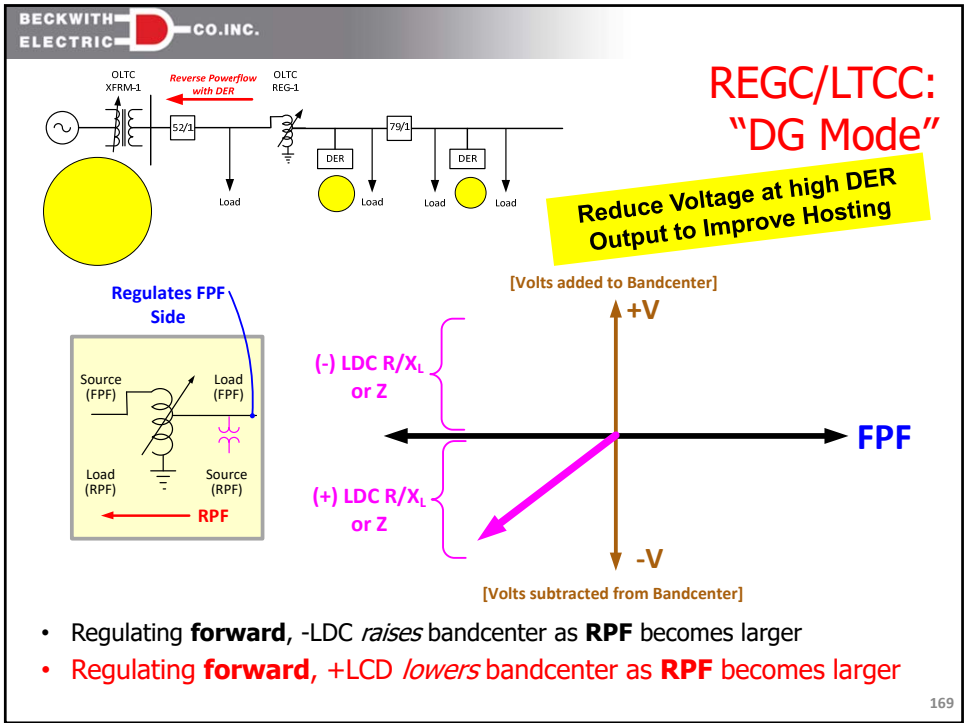 BECKWITH
ELECTRIC
CO.INC.
OLTC
XFRM-1
Reverse Powerflow
with DER
OLTC
REG-1
52/1
79/1
DER
DER
Load
Load
Load
Load
REGC/LTCC:
“DG Mode”
Reduce Voltage at high DER
Output to Improve Hosting
Regulates FPF
Side
Source
(FPF)
Load
(FPF)
Load
(RPF)
Source
(RPF)
RPF
[Volts added to Bandcenter]
+V
(-) LDC R/XL
or Z
FPF
(+) LDC R/XL
or Z
-V
[Volts subtracted from Bandcenter]
• Regulating forward, -LDC raises bandcenter as RPF becomes larger
• Regulating forward, +LCD lowers bandcenter as RPF becomes larger
169